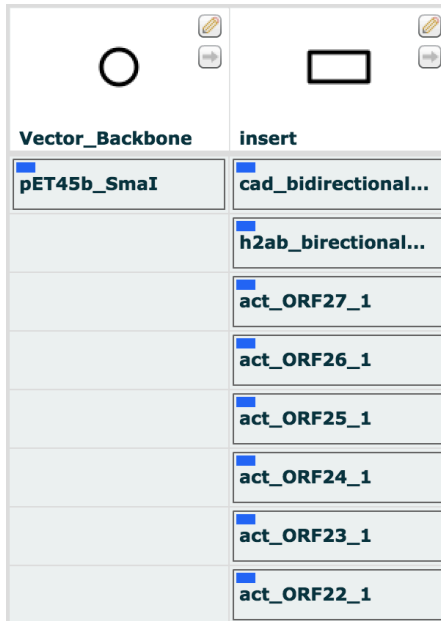 Vector_Backbone insert
pET45b_SmaI cad_bidirectional...
h2ab_birectional...
act_ORF27_1
act_ORF26_1
act_ORF25_1
act_ORF24_1
act_ORF23_1
act_ORF22_1